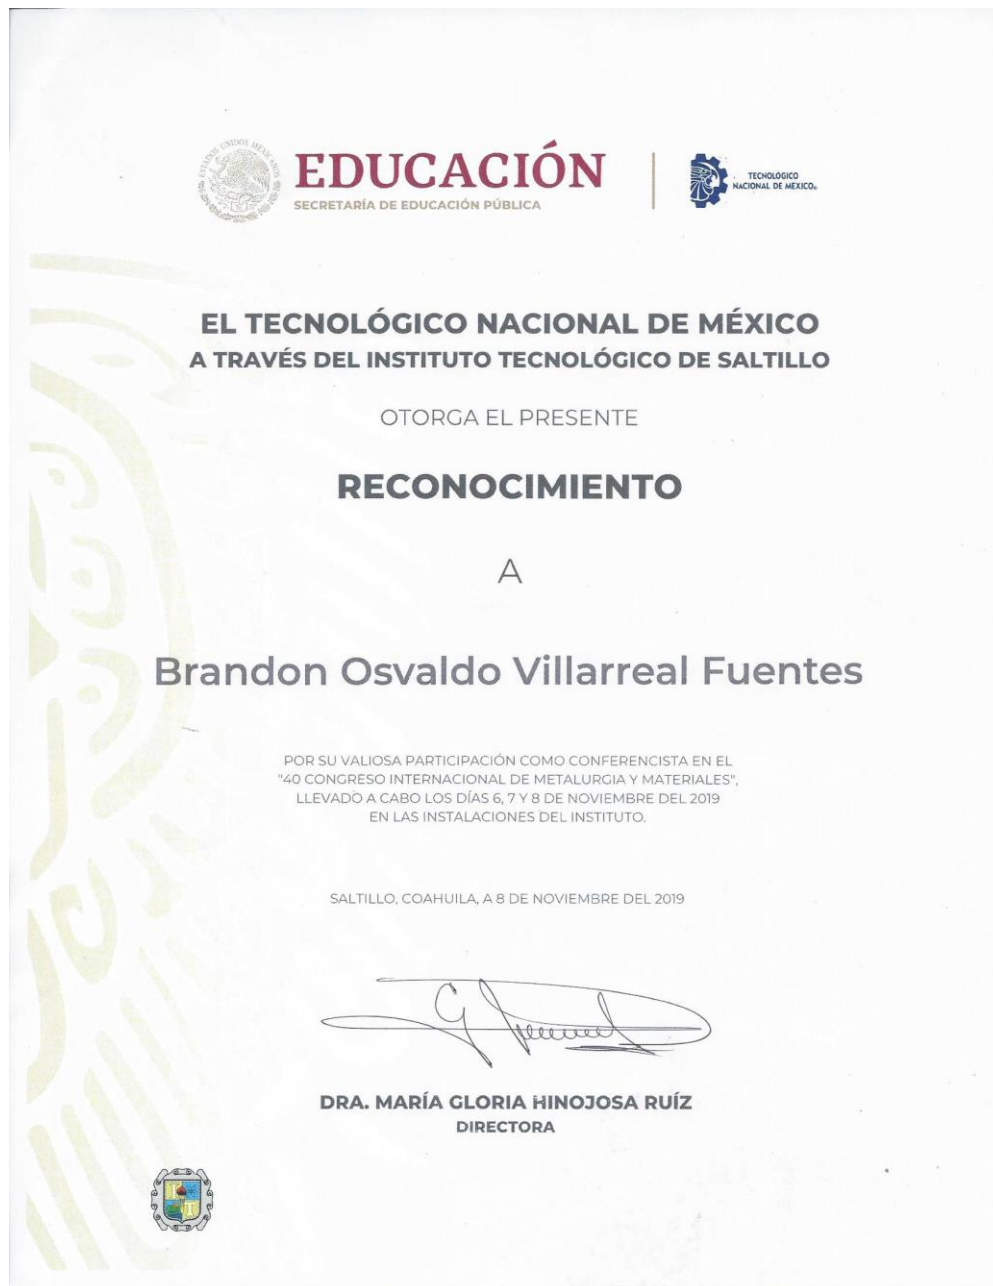 ESTADOS UNIDOS MEXICANOS
EDUCACIÓN
SECRETARÍA DE EDUCACIÓN PÚBLICA
TECNOLÓGICO
NACIONAL DE MÉXICO®
EL TECNOLÓGICO NACIONAL DE MÉXICO
A TRAVÉS DEL INSTITUTO TECNOLÓGICO DE SALTILLO
OTORGA EL PRESENTE
RECONOCIMIENTO
A
Brandon Osvaldo Villarreal Fuentes
POR SU VALIOSA PARTICIPACIÓN COMO CONFERENCISTA EN EL
"40 CONGRESO INTERNACIONAL DE METALURGIA Y MATERIALES",
LLEVADO A CABO LOS DÍAS 6, 7 Y 8 DE NOVIEMBRE DEL 2019
EN LAS INSTALACIONES DEL INSTITUTO.
SALTILLO, COAHUILA, A 8 DE NOVIEMBRE DEL 2019
DRA. MARÍA GLORIA HINOJOSA RUÍZ
DIRECTORA